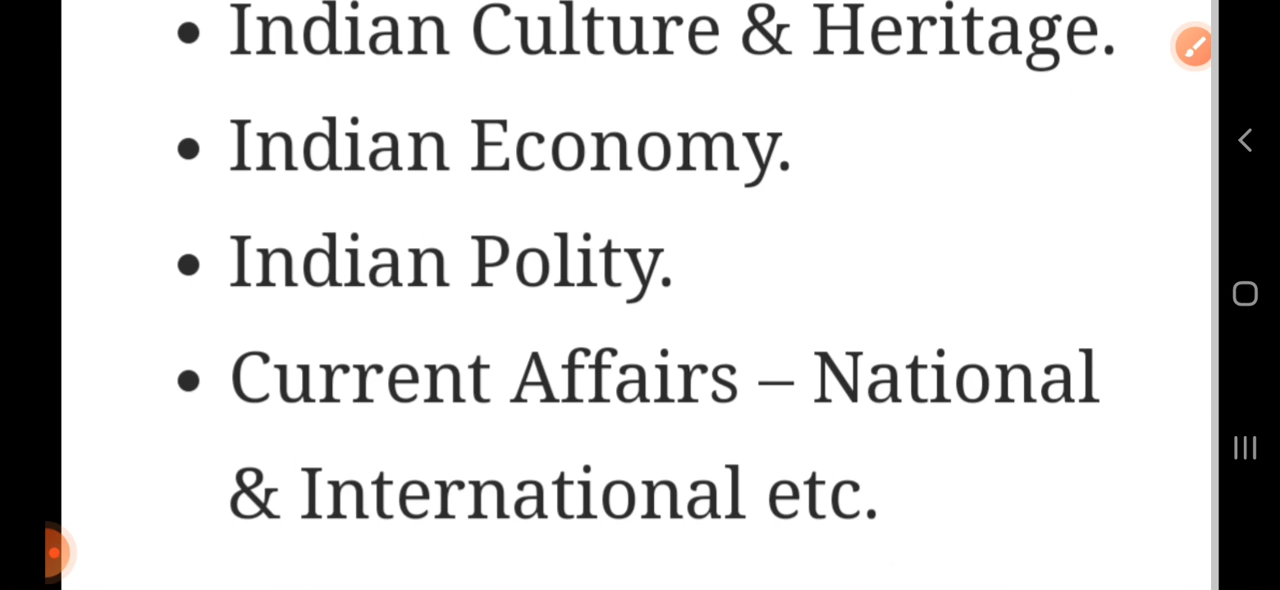 • Indian Culture & Heritage.
• Indian Economy.
• Indian Polity.
• Current Affairs – National
& International etc.